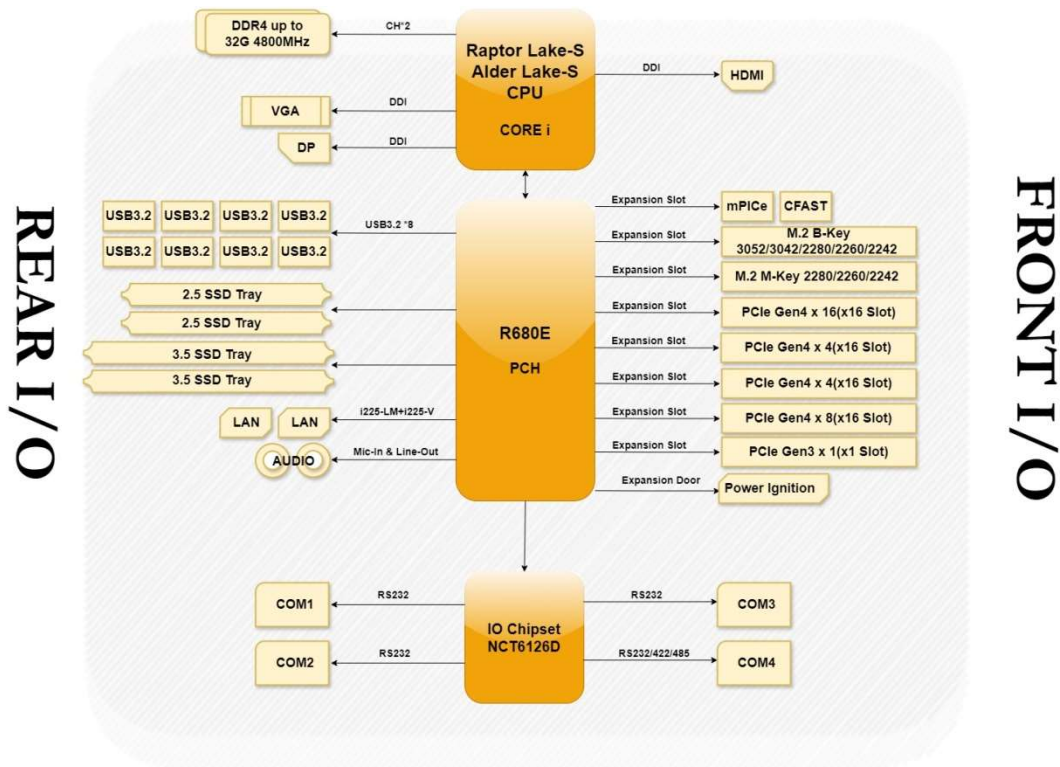 REAR I/O
FRONT I/O
DDR4 up to
32G 4800MHz
CH*2
Raptor Lake-S
Alder Lake-S
CPU
CORE i
DDI
HDMI
VGA
DDI
DP
DDI
USB3.2
USB3.2
USB3.2
USB3.2
USB3.2
USB3.2
USB3.2
USB3.2
USB3.2 *8
2.5 SSD Tray
2.5 SSD Tray
3.5 SSD Tray
3.5 SSD Tray
LAN
LAN
i225-LM+i225-V
AUDIO
Mic-In & Line-Out
R680E
PCH
Expansion Slot
mPICe
CFAST
Expansion Slot
M.2 B-Key
3052/3042/2280/2260/2242
Expansion Slot
M.2 M-Key 2280/2260/2242
Expansion Slot
PCIe Gen4 x 16(x16 Slot)
Expansion Slot
PCIe Gen4 x 4(x16 Slot)
Expansion Slot
PCIe Gen4 x 4(x16 Slot)
Expansion Slot
PCIe Gen4 x 8(x16 Slot)
Expansion Slot
PCIe Gen3 x 1(x1 Slot)
Expansion Door
Power Ignition
COM1
RS232
COM2
RS232
IO Chipset
NCT6126D
RS232
COM3
RS232/422/485
COM4